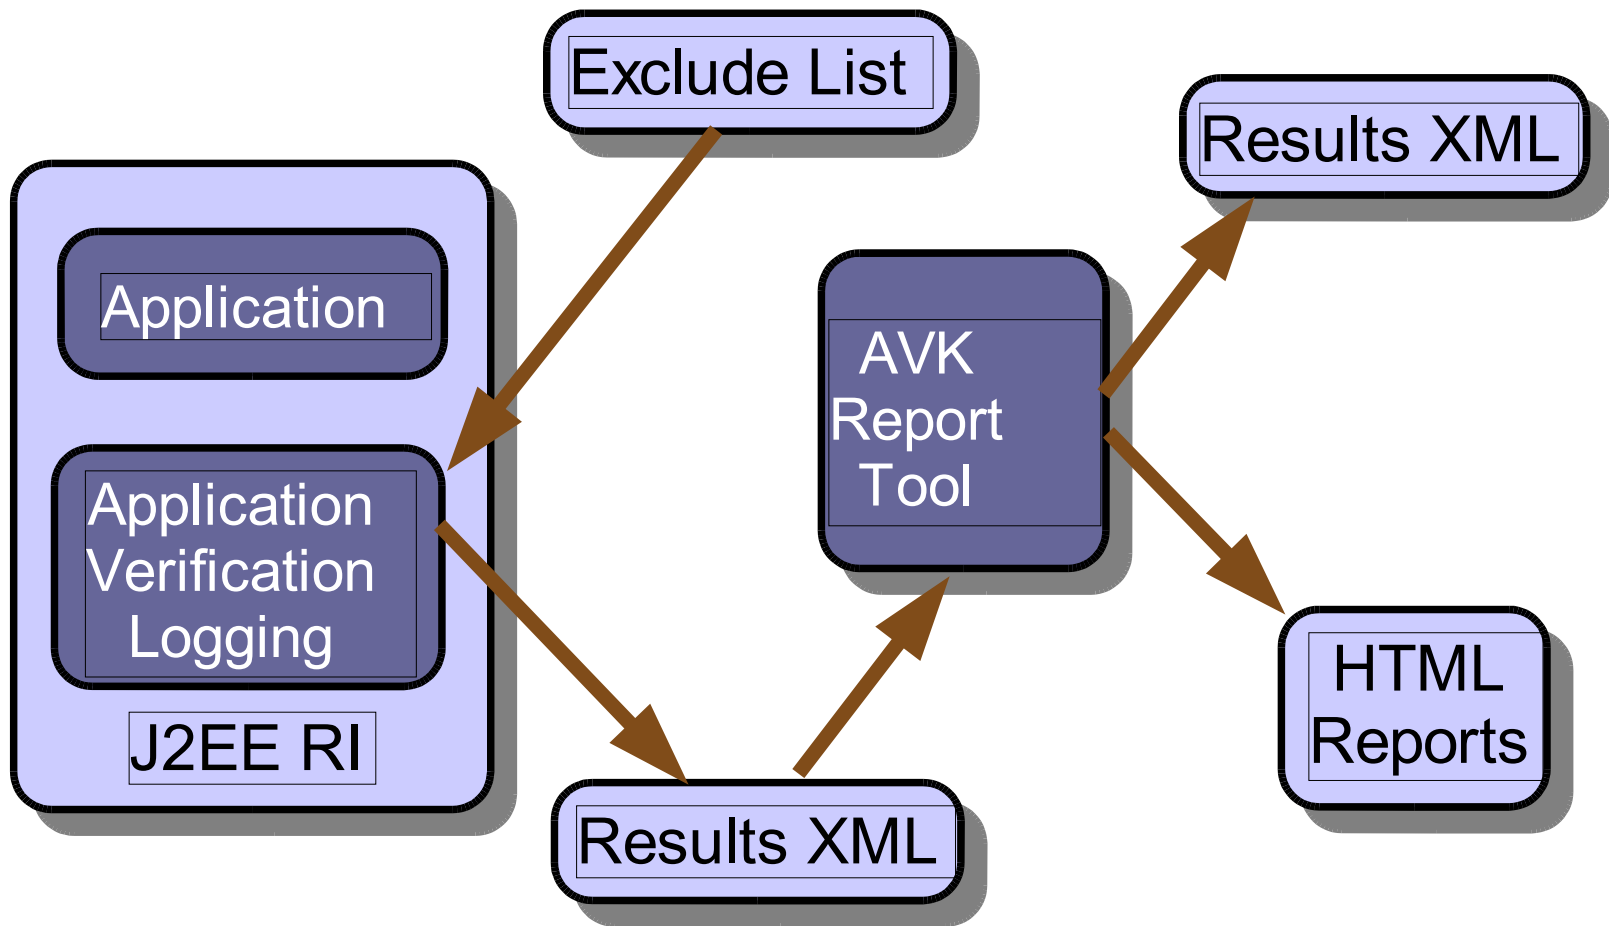 Exclude List
Results XML
Application
Application
Verification
Logging
J2EE RI
AVK
Report
Tool
Results XML
HTML
Reports